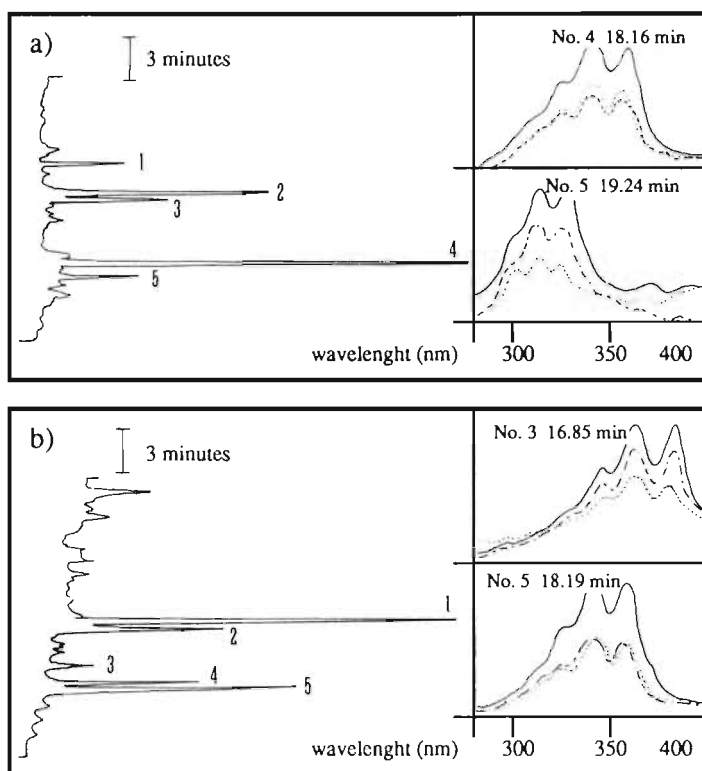 a)
3 minutes
1
2
3
4
5
No. 4 18.16 min
No. 5 19.24 min
wavelenght (nm)
300 350 400
b)
3 minutes
1
2
3
4
5
No. 3 16.85 min
No. 5 18.19 min
wavelenght (nm)
300 350 400